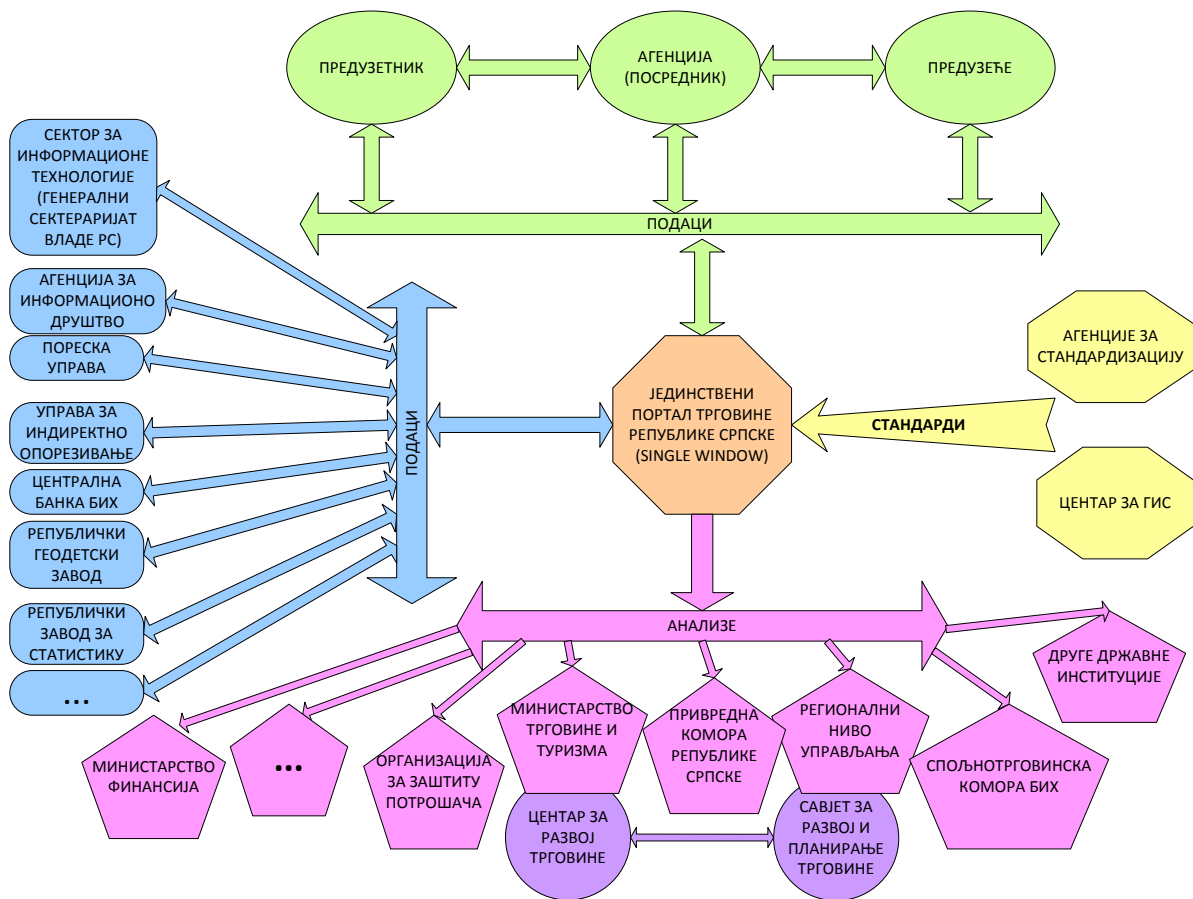 ПРЕДУЗЕТНИК
АГЕНЦИЈА
(ПОСРЕДНИК)
ПРЕДУЗЕЋЕ
ПОДАЦИ
СЕКТОР ЗА
ИНФОРМАЦИОНЕ
ТЕХНОЛОГИЈЕ
(ГЕНЕРАЛНИ
СЕКТЕРАРИЈАТ
ВЛАДЕ РС)
АГЕНЦИЈА ЗА
ИНФОРМАЦИОНО
ДРУШТВО
ПОРЕСКА
УПРАВА
УПРАВА ЗА
ИНДИРЕКТНО
ОПОРЕЗИВАЊЕ
ЦЕНТРАЛНА
БАНКА БИХ
РЕПУБЛИЧКИ
ГЕОДЕТСКИ
ЗАВОД
РЕПУБЛИЧКИ
ЗАВОД ЗА
СТАТИСТИКУ
...
ПОДАЦИ
ЈЕДИНСТВЕНИ
ПОРТАЛ ТРГОВИНЕ
РЕПУБЛИКЕ СРПСКЕ
(SINGLE WINDOW)
СТАНДАРДИ
АГЕНЦИЈЕ ЗА
СТАНДАРДИЗАЦИЈУ
ЦЕНТАР ЗА ГИС
АНАЛИЗЕ
МИНИСТАРСТВО
ФИНАНСИЈА
...
ОРГАНИЗАЦИЈА
ЗА ЗАШТИТУ
ПОТРОШАЧА
МИНИСТАРСТВО
ТРГОВИНЕ И
ТУРИЗМА
ПРИВРЕДНА
КОМОРА
РЕПУБЛИКЕ
СРПСКЕ
РЕГИОНАЛНИ
НИВО
УПРАВЉАЊА
СПОЉНОТРГОВИНСКА
КОМОРА БИХ
ДРУГЕ ДРЖАВНЕ
ИНСТИТУЦИЈЕ
ЦЕНТАР ЗА
РАЗВОЈ
ТРГОВИНЕ
САВЈЕТ ЗА
РАЗВОЈ И
ПЛАНИРАЊЕ
ТРГОВИНЕ